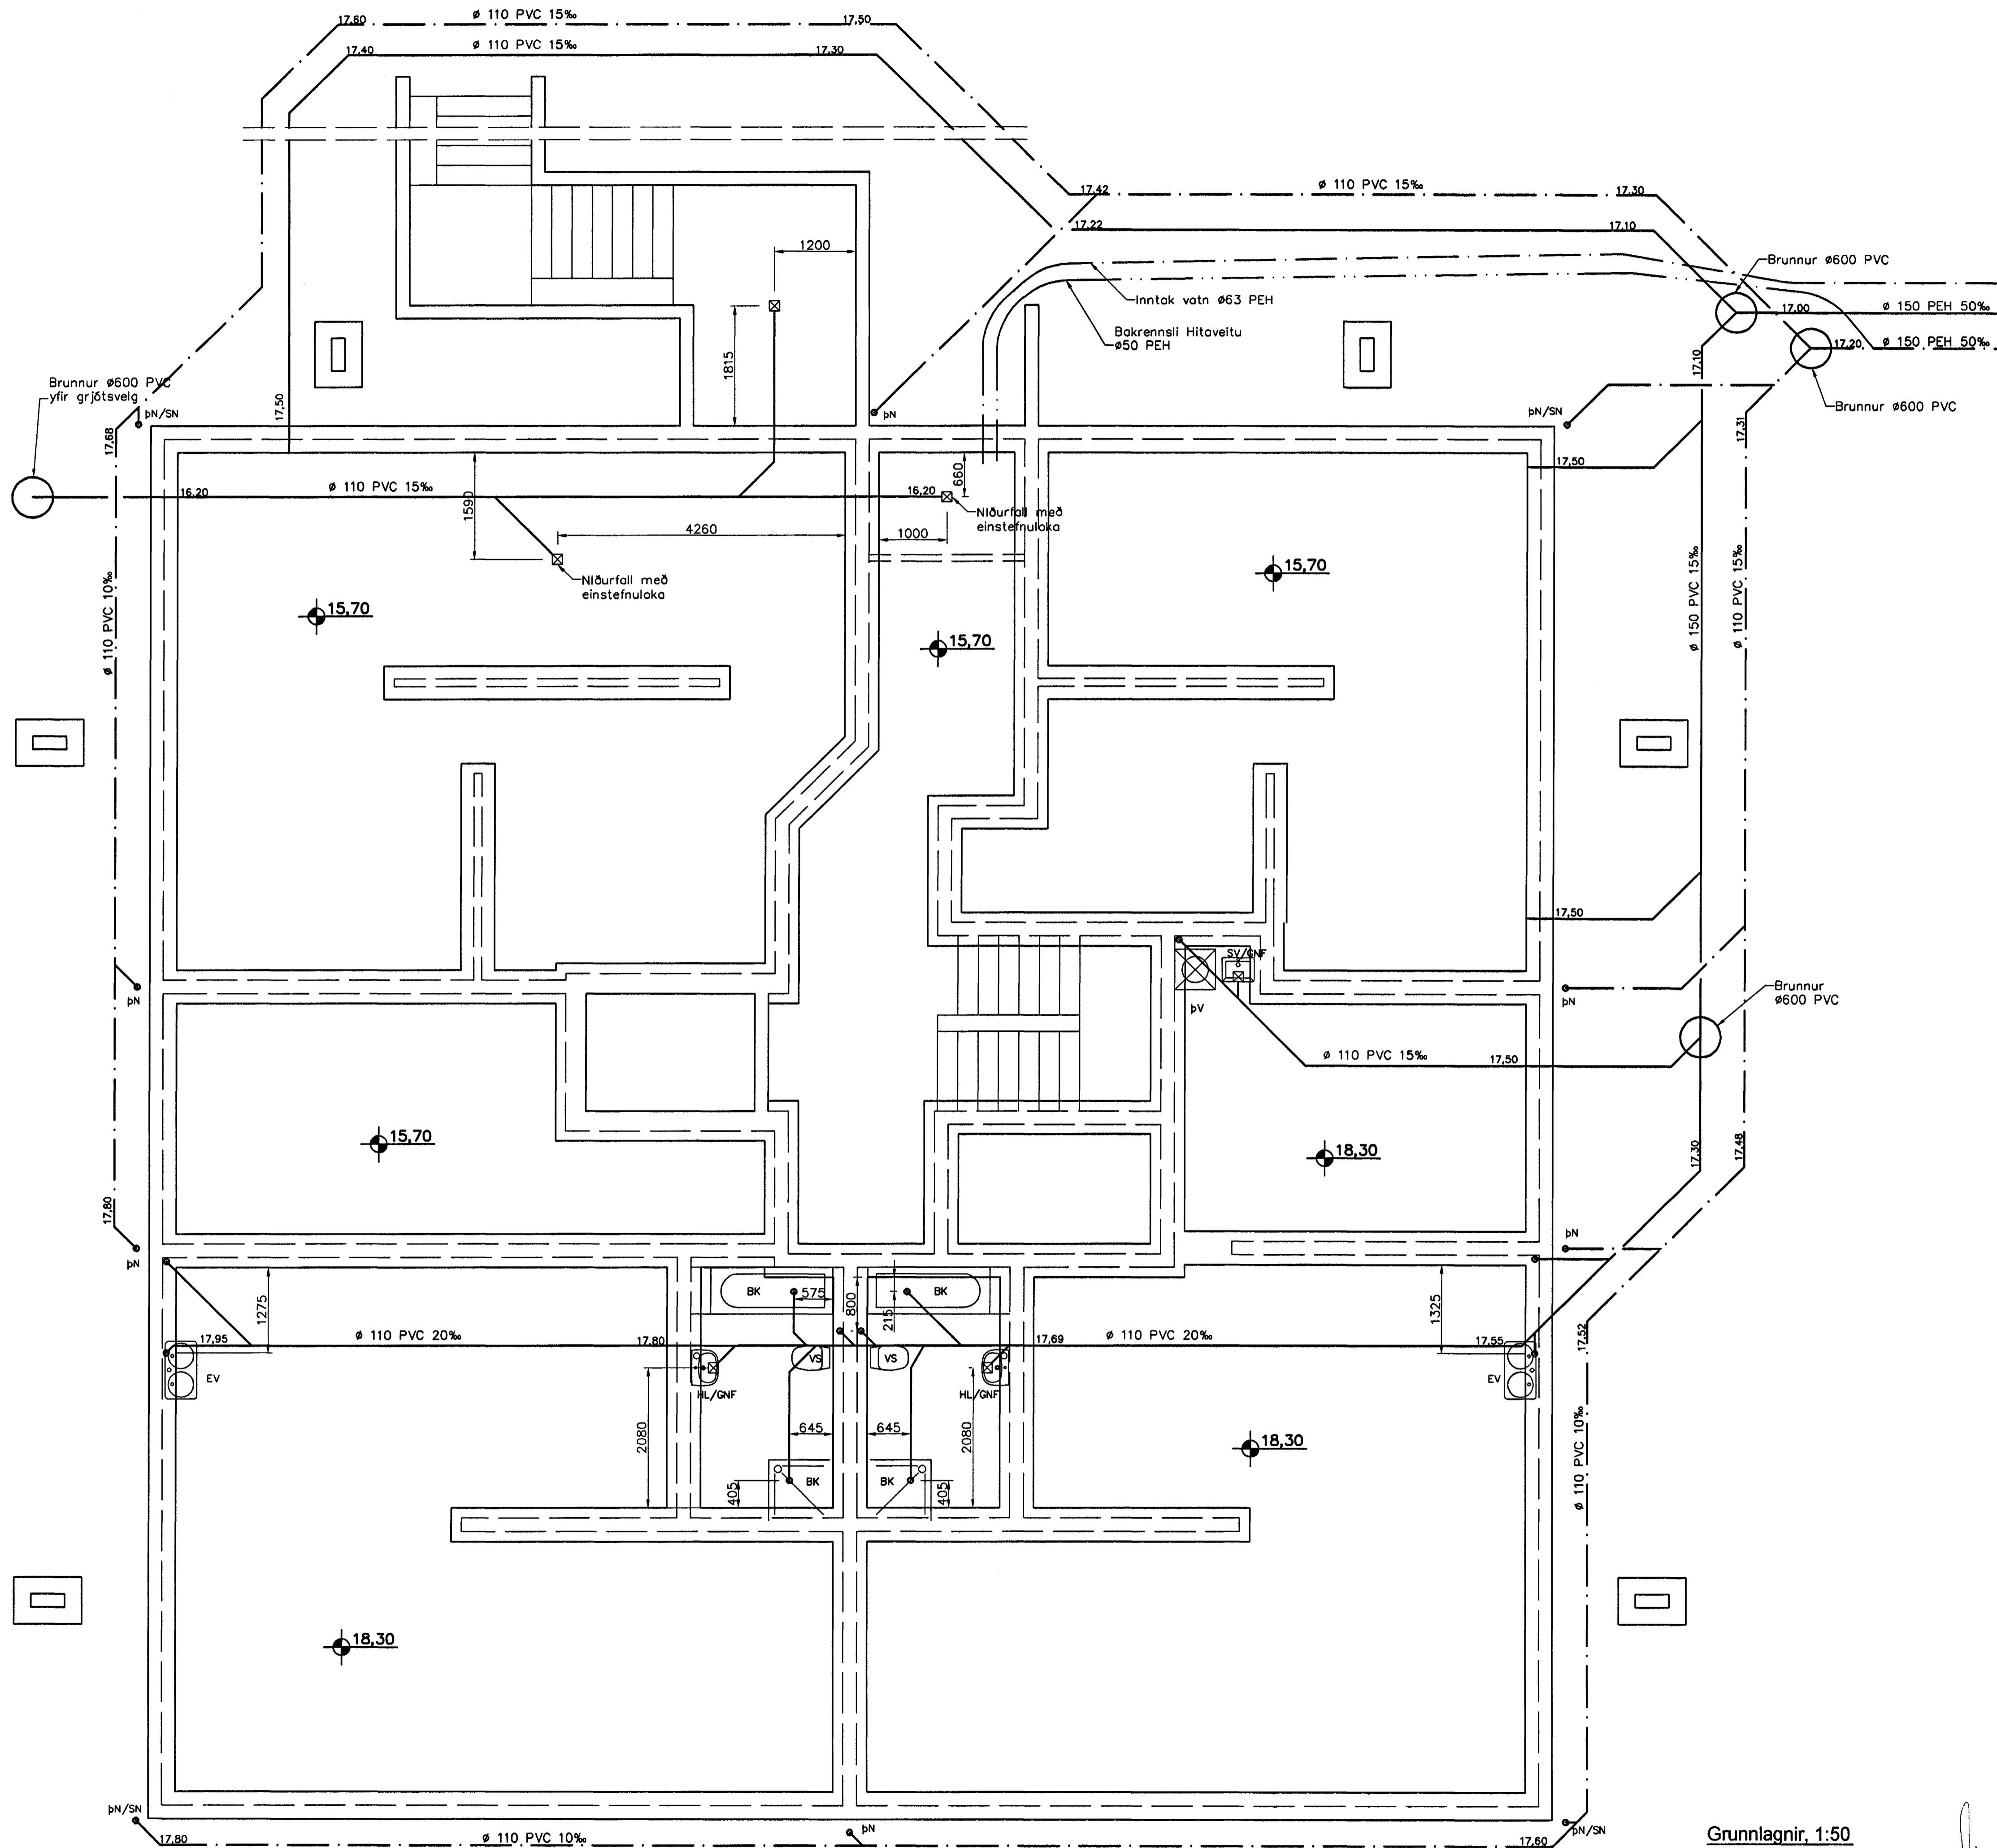 17.60
ø 110 PVC 15‰
17.50
17.40
ø 110 PVC 15‰
17.30
17.42
ø 110 PVC 15‰
17.30
17.22
17.10
1200
Brunnur ø600 PVC
Inntak vatn ø63 PEH
17.00
ø 150 PEH 50‰
Bakrennsli Hitaveitu
ø50 PEH
17.20
ø 150 PEH 50‰
1815
17.10
Brunnur ø600 PVC
yfir grjótsvelg
17,50
þN/SN
þN
þN/SN
Brunnur ø600 PVC
17,68
17,31
16.20
ø 110 PVC 15‰
16,20
660
17,50
1590
4260
1000
Niðurfall með
einstefnuloka
Niðurfall með
einstefnuloka
15,70
15,70
15,70
ø 110 PVC 10‰
ø 150 PVC 15‰
ø 110 PVC 15‰
17,50
SV/GNF
þN
þV
þN
Brunnur
ø600 PVC
ø 110 PVC 15‰
17,50
15,70
18,30
17,80
17,30
17,48
þN
þN
1275
BK
575
800
215
BK
1325
17,95
ø 110 PVC 20‰
17.80
17.69
ø 110 PVC 20‰
17.55
17,52
VS
VS
EV
HL/GNF
HL/GNF
EV
2080
645
645
2080
18,30
BK
BK
405
405
ø 110 PVC 10‰
18,30
þN/SN
þN
þN/SN
17.80
ø 110 PVC 10‰
17,60
Grunnlagnir, 1:50